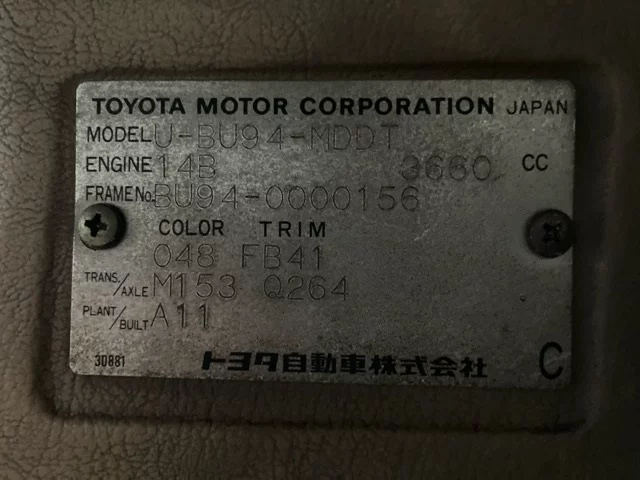 TOYOTA MOTOR CORPORATION JAPAN
MODEL U-BU94-MDDT
ENGINE 14B 3660 CC
FRAME No. BU94-0000156
COLOR TRIM
048 FB41
TRANS./AXLE M153 Q264
PLANT/BUILT A11
30881 トヨタ自動車株式会社 C